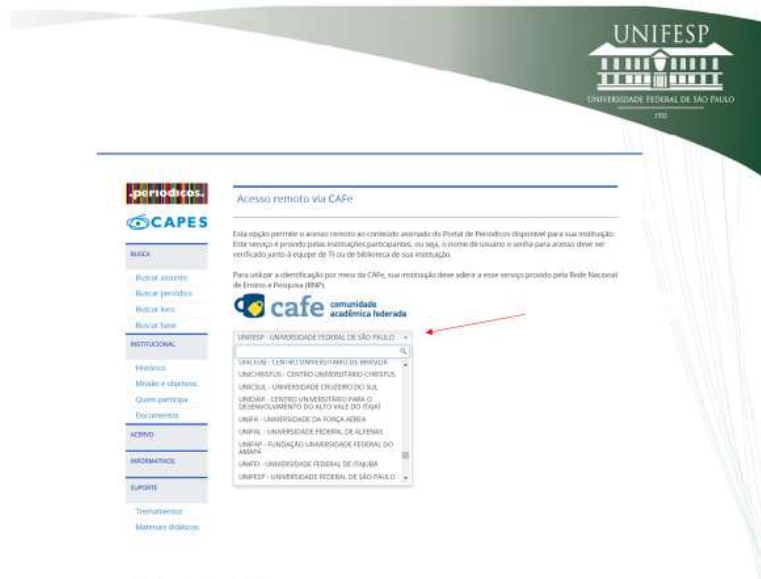 UNIFESP
UNIVERSIDADE FEDERAL DE SÃO PAULO
1933
.periodicos.
CAPES
BUSCA
Buscar assunto
Buscar periódico
Buscar livro
Buscar base
INSTITUCIONAL
Histórico
Missão e objetivos
Quem participa
Documentos
ACERVO
INFORMATIVOS
SUPORTE
Treinamentos
Materiais didáticos
Acesso remoto via CAFe
Esta opção permite o acesso remoto ao conteúdo assinado do Portal de Periódicos disponível para sua instituição.
Este serviço é provido pelas instituições participantes, ou seja, o nome de usuário e senha para acesso deve ser
verificado junto à equipe de TI ou de biblioteca de sua instituição.
Para utilizar a identificação por meio da CAFe, sua instituição deve aderir a esse serviço provido pela Rede Nacional
de Ensino e Pesquisa (RNP).
cafe comunidade
acadêmica federada
UNIFESP - UNIVERSIDADE FEDERAL DE SÃO PAULO
UNICEUB - CENTRO UNIVERSITÁRIO DE BRASÍLIA
UNICHRISTUS - CENTRO UNIVERSITÁRIO CHRISTUS
UNICSUL - UNIVERSIDADE CRUZEIRO DO SUL
UNIDAVI - CENTRO UNIVERSITÁRIO PARA O
DESENVOLVIMENTO DO ALTO VALE DO ITAJAÍ
UNIFA - UNIVERSIDADE DA FORÇA AÉREA
UNIFAL - UNIVERSIDADE FEDERAL DE ALFENAS
UNIFAP - FUNDAÇÃO UNIVERSIDADE FEDERAL DO
AMAPÁ
UNIFEI - UNIVERSIDADE FEDERAL DE ITAJUBÁ
UNIFESP - UNIVERSIDADE FEDERAL DE SÃO PAULO